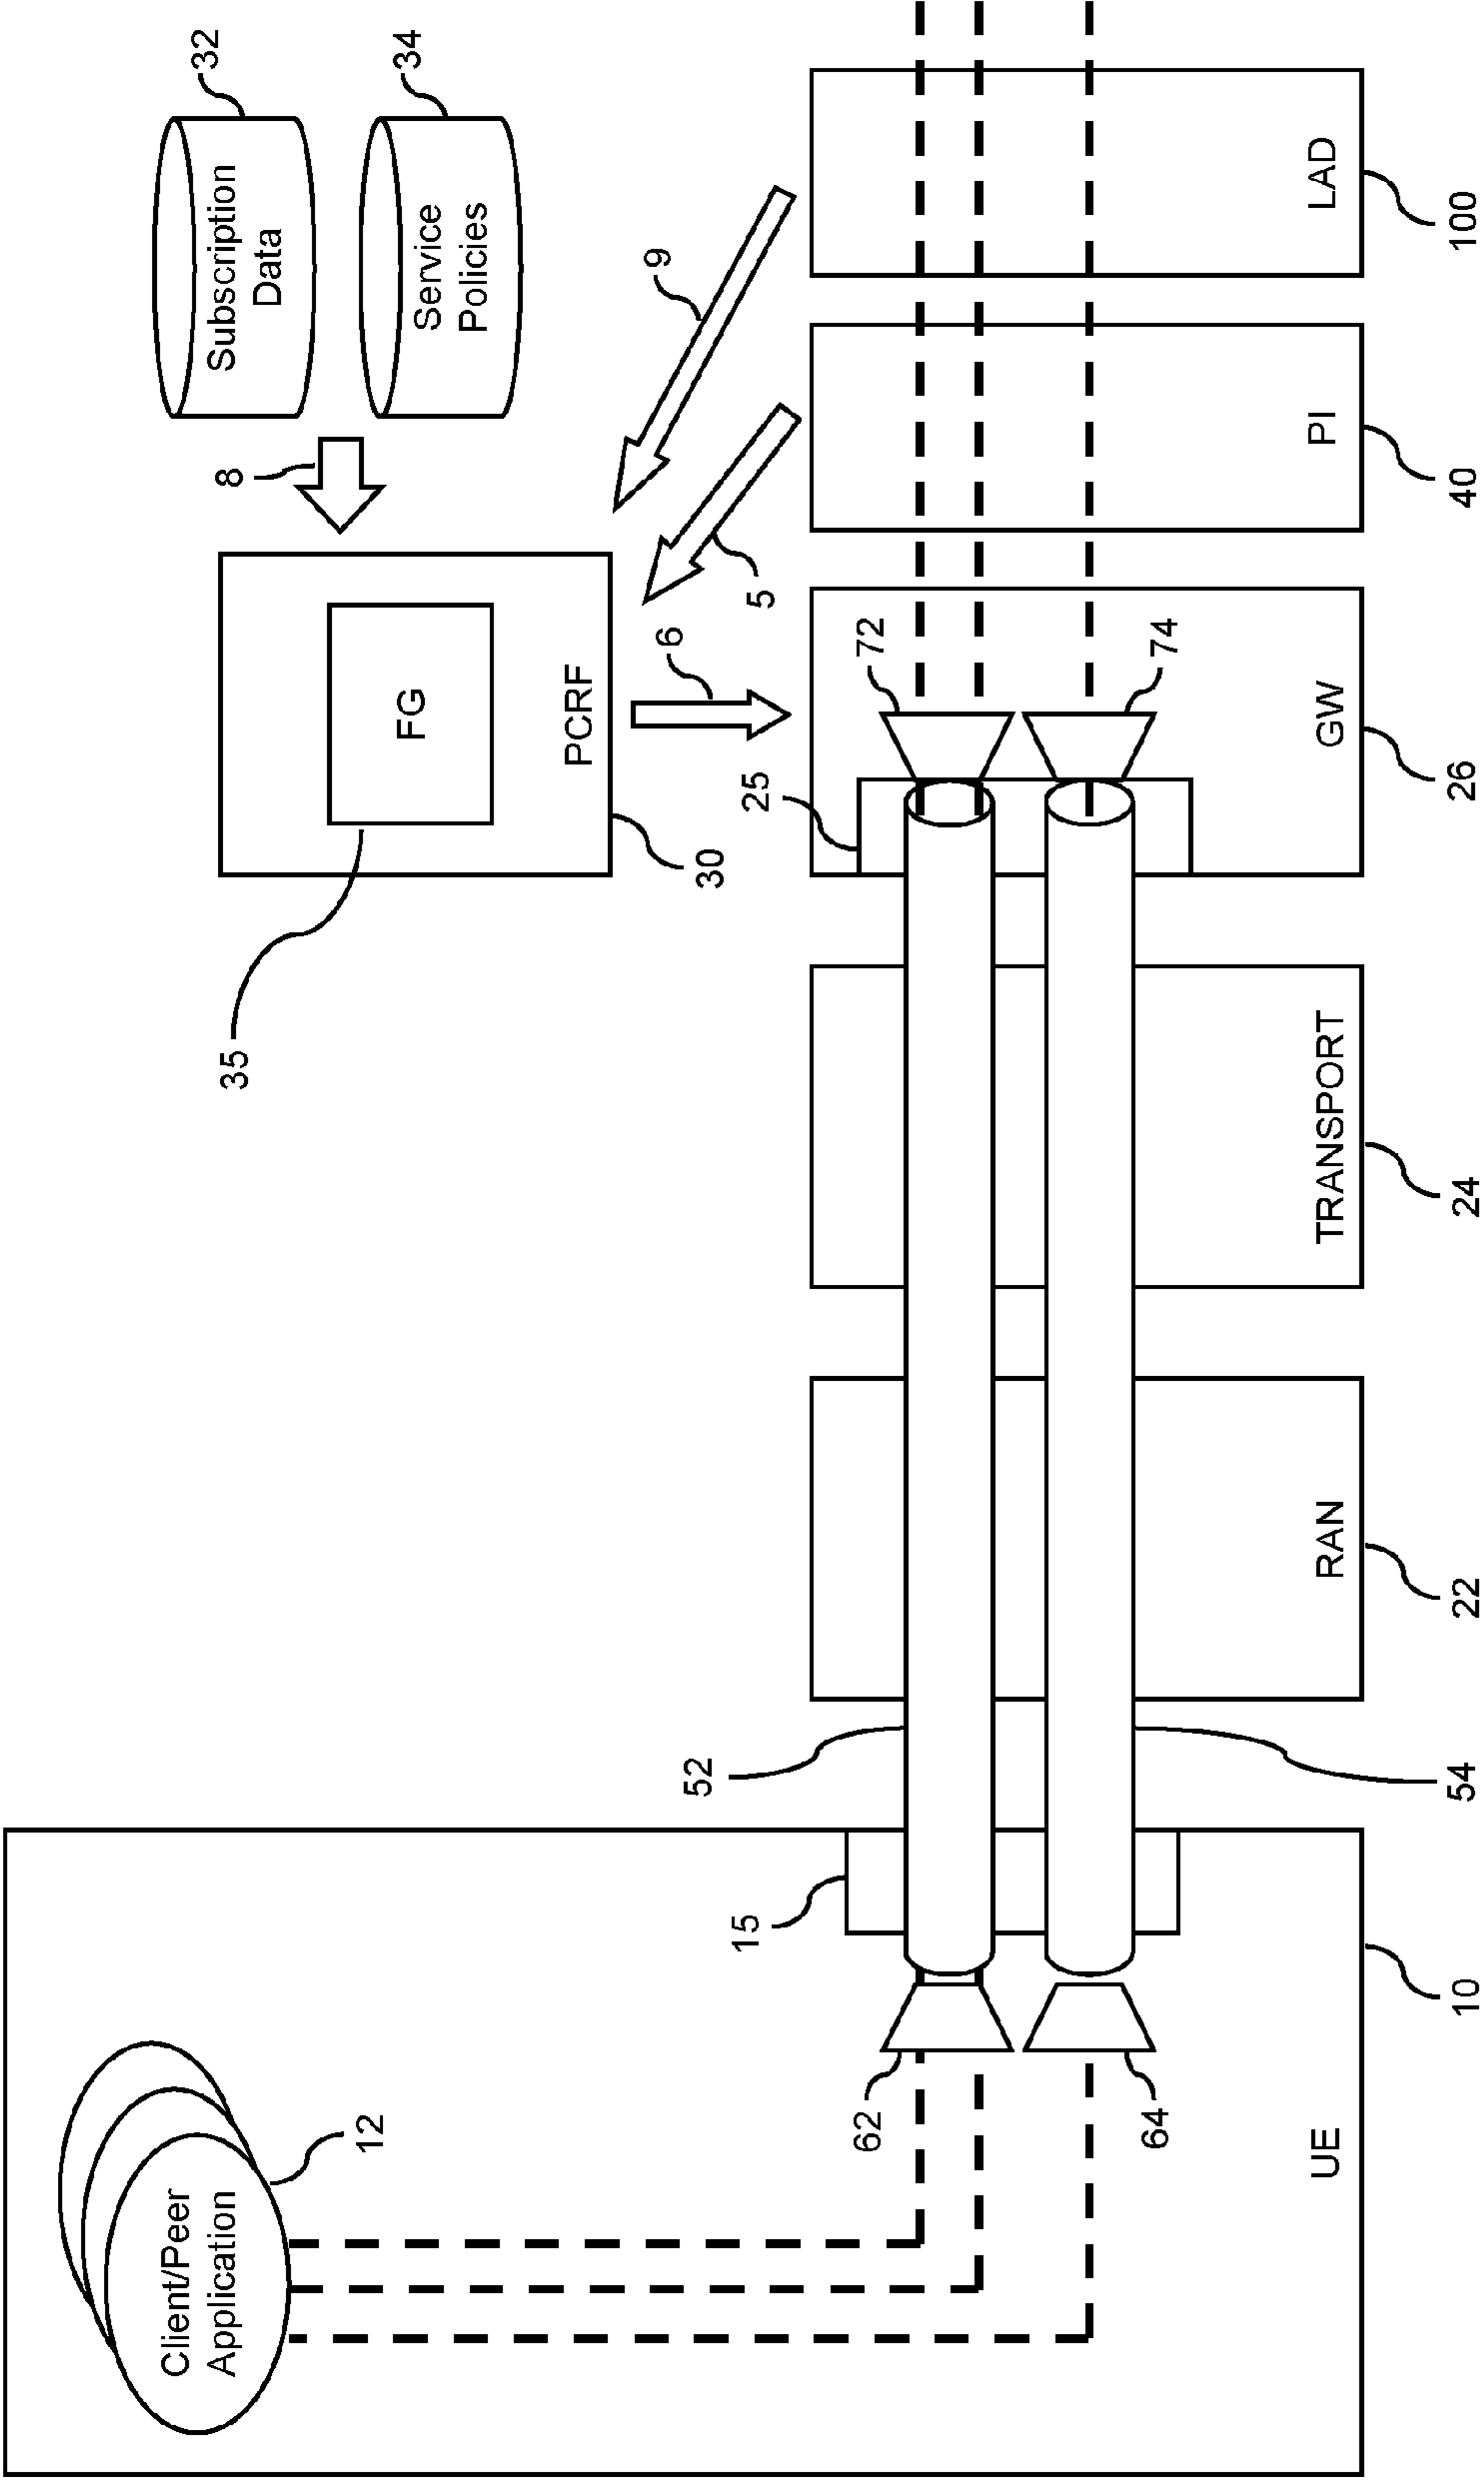 Client/Peer
Application
12
UE
10
15
62
64
52
54
RAN
22
TRANSPORT
24
GW
26
25
72
74
PI
40
LAD
100
FG
35
PCRF
30
6
5
9
8
Subscription
Data
32
Service
Policies
34